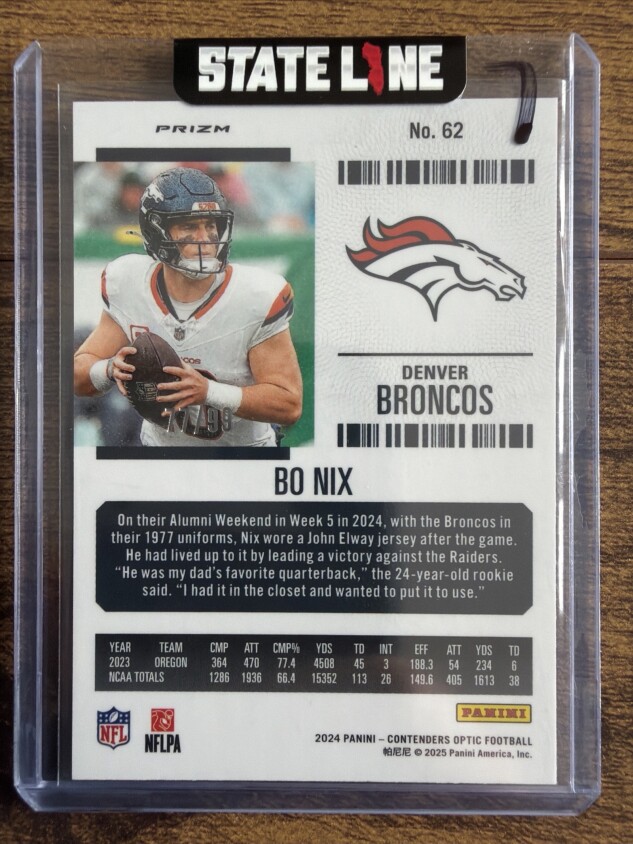 STATE LINE
PRIZM
No. 62
77/99
DENVER
BRONCOS
BO NIX
On their Alumni Weekend in Week 5 in 2024, with the Broncos in
their 1977 uniforms, Nix wore a John Elway jersey after the game.
He had lived up to it by leading a victory against the Raiders.
“He was my dad’s favorite quarterback,” the 24-year-old rookie
said. “I had it in the closet and wanted to put it to use.”
YEAR TEAM CMP ATT CMP% YDS TD INT EFF ATT YDS TD
2023 OREGON 364 470 77.4 4508 45 3 188.3 54 234 6
NCAA TOTALS 1286 1936 66.4 15352 113 26 149.6 405 1613 38
PANINI
NFL
NFLPA
2024 PANINI – CONTENDERS OPTIC FOOTBALL
帕尼尼 © 2025 Panini America, Inc.